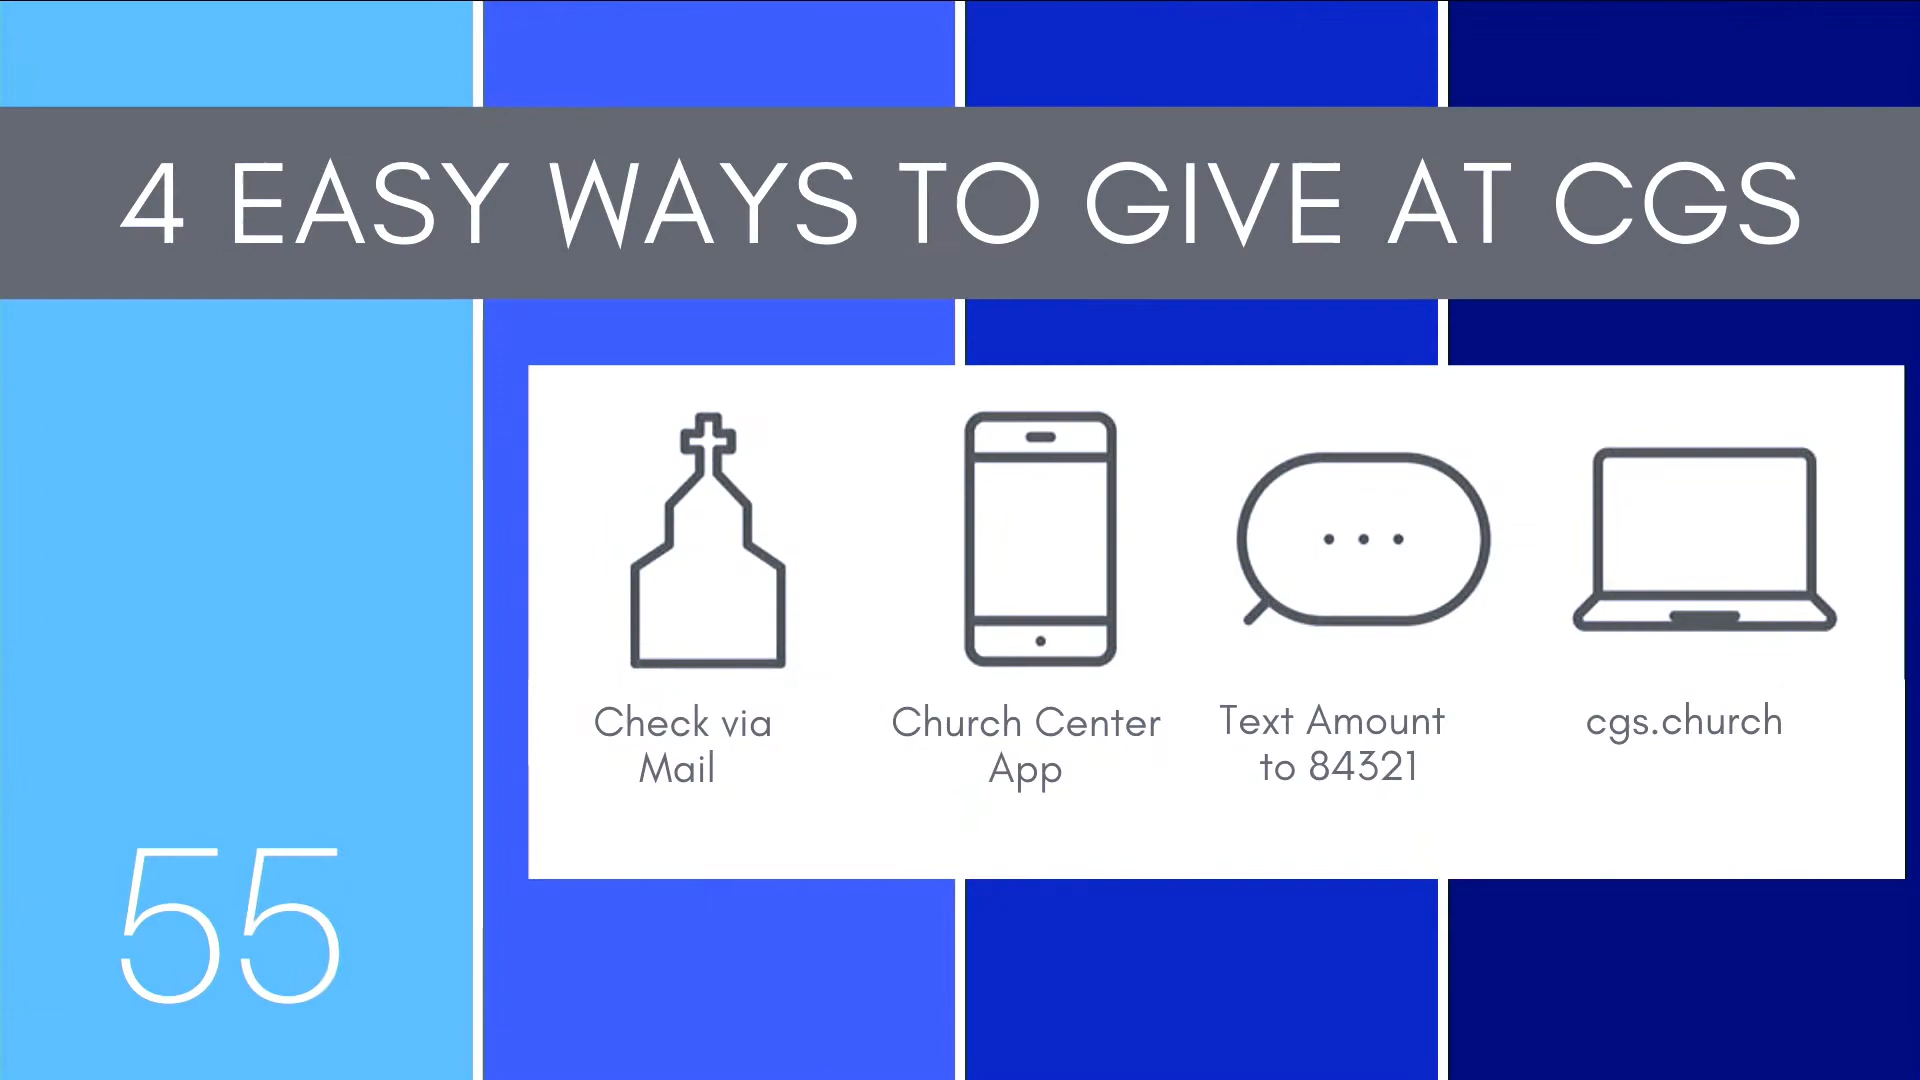 4 EASY WAYS TO GIVE AT CGS
Check via
Mail
Church Center
App
Text Amount
to 84321
cgs.church
55